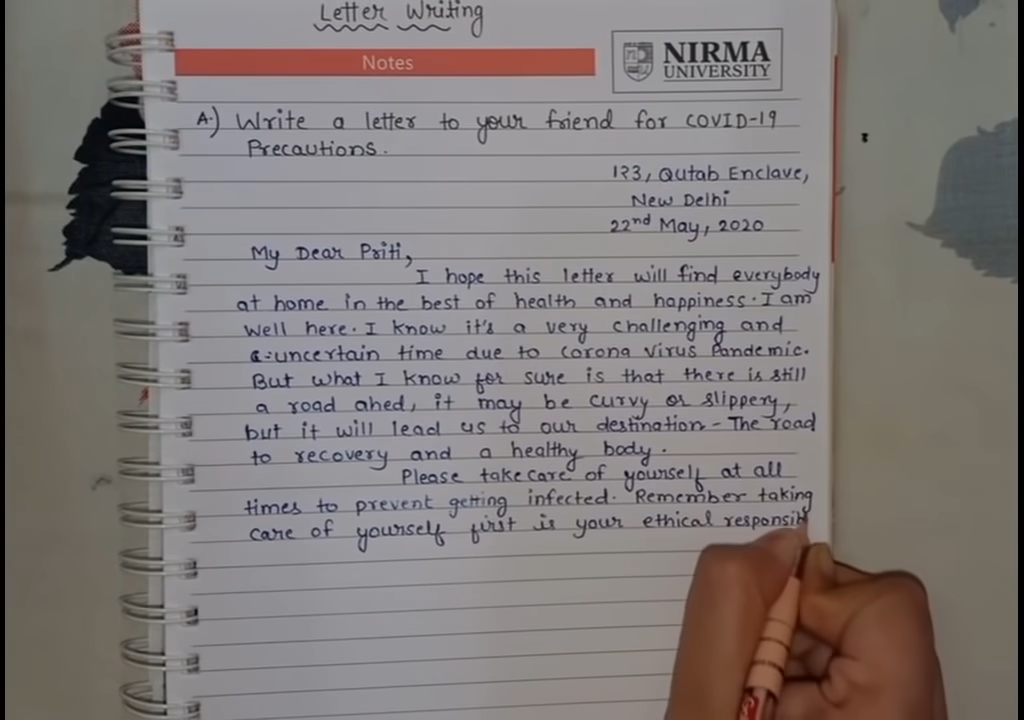 Letter Writing
Notes
NIRMA
UNIVERSITY
A.) Write a letter to your friend for COVID-19
Precautions.
123, Qutab Enclave,
New Delhi
22nd May, 2020
My Dear Priti,
I hope this letter will find everybody
at home in the best of health and happiness. I am
well here. I know it's a very challenging and
uncertain time due to Corona Virus Pandemic.
But what I know for sure is that there is still
a road ahed, it may be curvy or slippery,
but it will lead us to our destination - The road
to recovery and a healthy body.
Please take care of yourself at all
times to prevent getting infected. Remember taking
care of yourself first is your ethical responsib